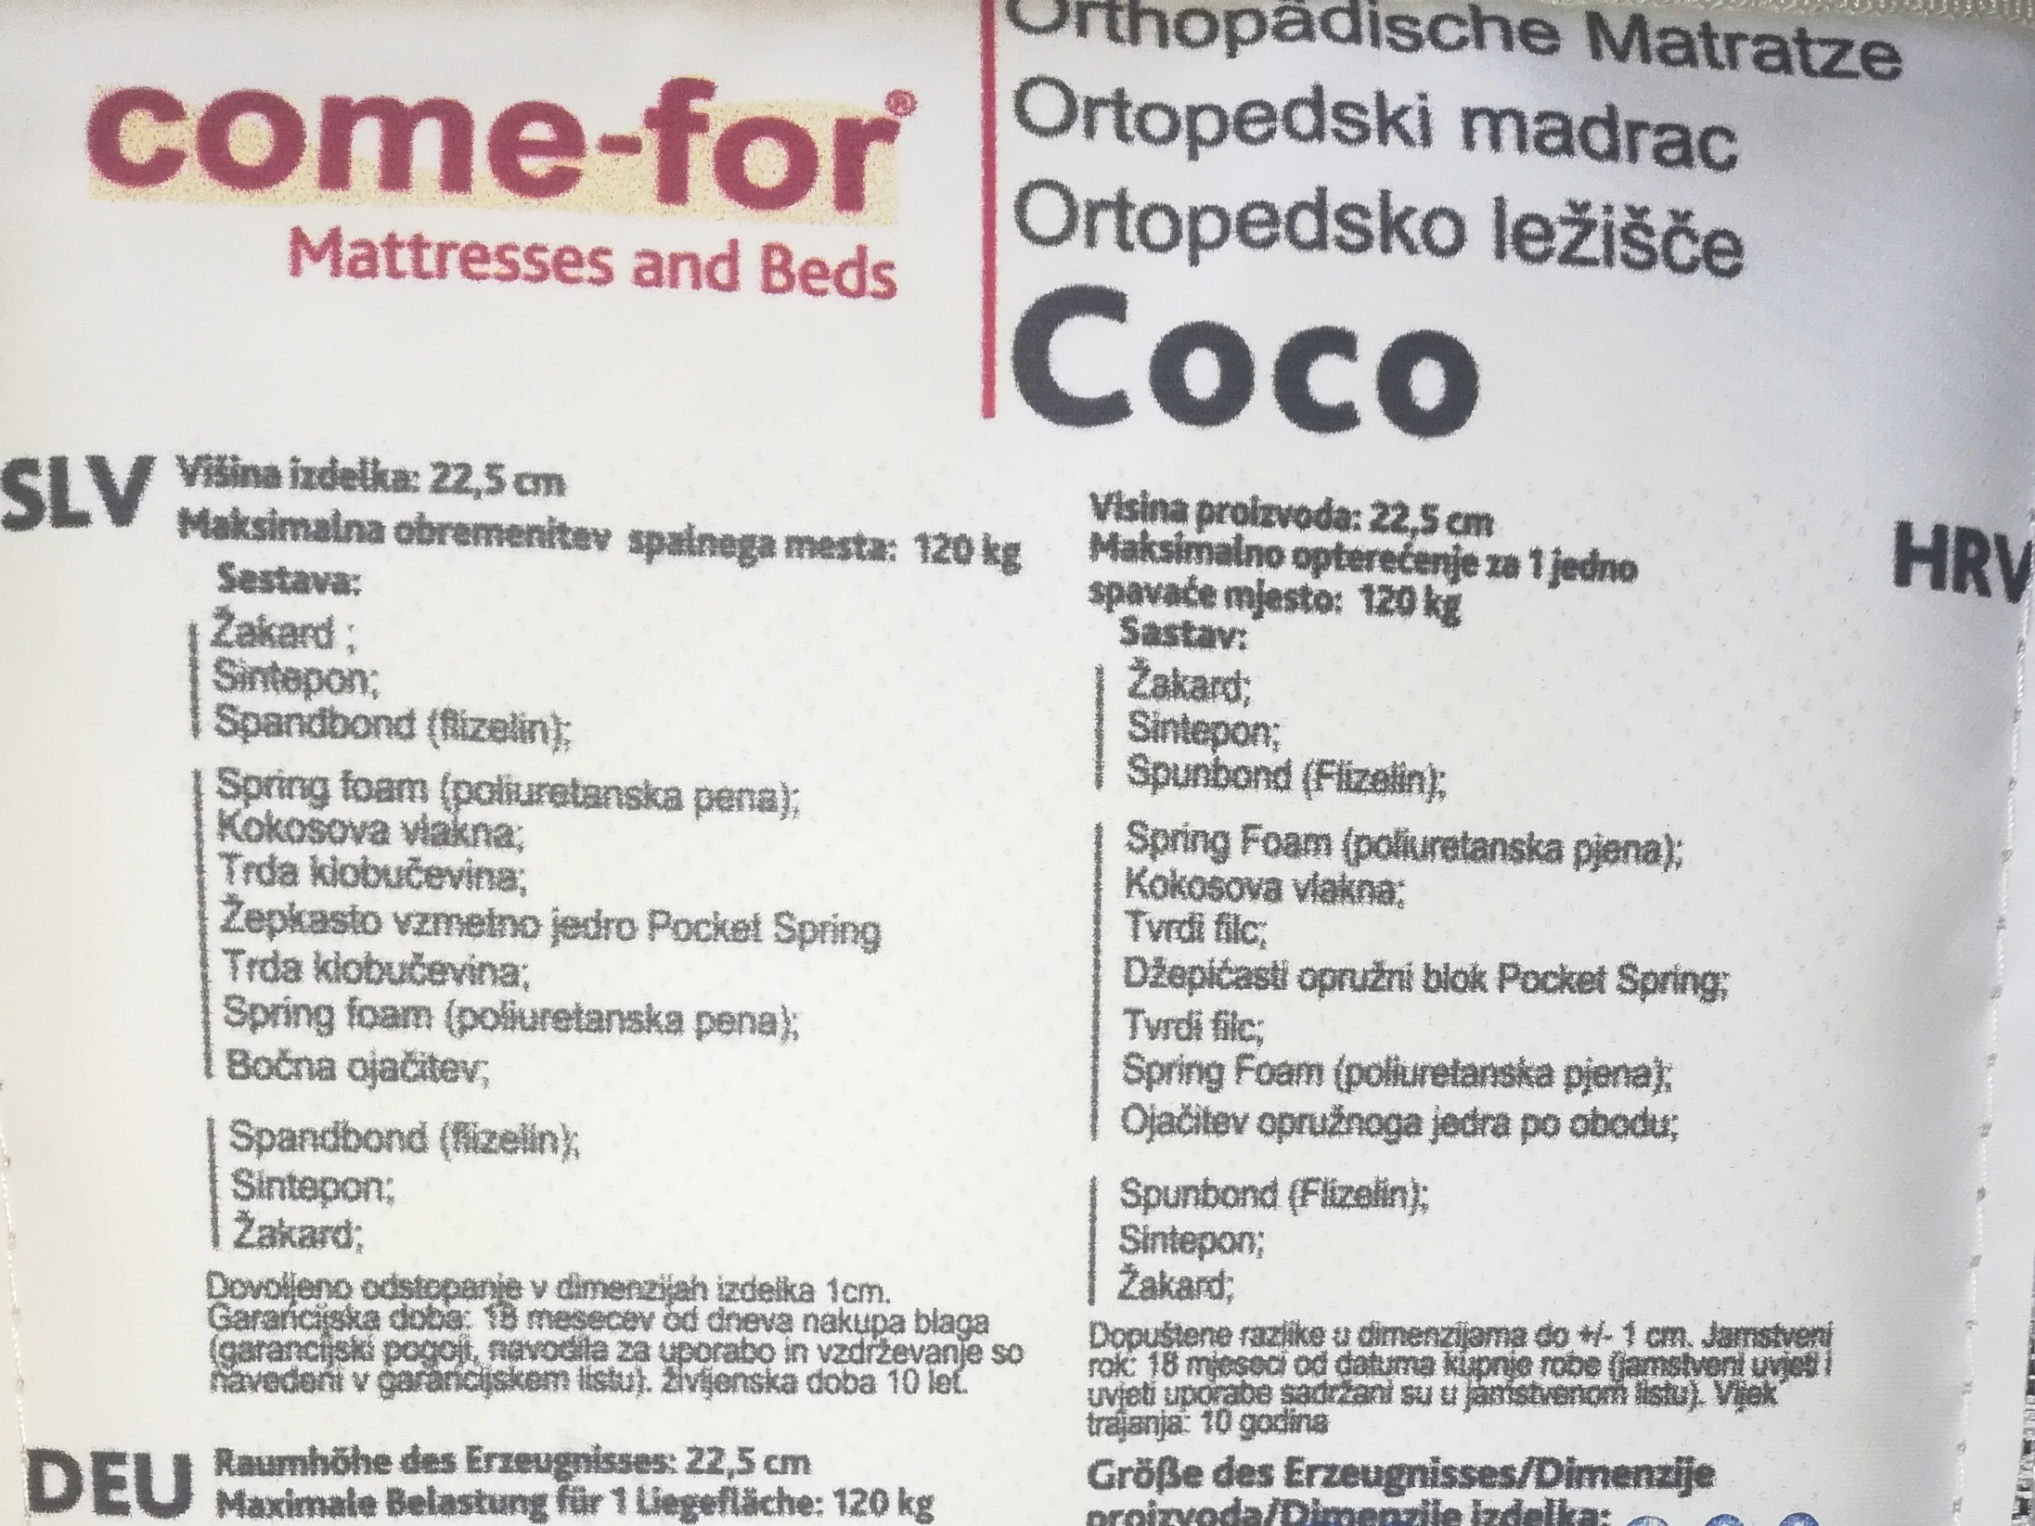 come-for®
Mattresses and Beds
Orthopädische Matratze
Ortopedski madrac
Ortopedsko ležišče
Coco
SLV
Višina izdelka: 22,5 cm
Maksimalna obremenitev spalnega mesta: 120 kg
Sestava:
Žakard ;
Sintepon;
Spandbond (flizelin);
Spring foam (poliuretanska pena);
Kokosova vlakna;
Trda klobučevina;
Žepkasto vzmetno jedro Pocket Spring
Trda klobučevina;
Spring foam (poliuretanska pena);
Bočna ojačitev;
Spandbond (flizelin);
Sintepon;
Žakard;
Dovoljeno odstopanje v dimenzijah izdelka 1cm.
Garancijska doba: 18 mesecev od dneva nakupa blaga
(garancijski pogoji, navodila za uporabo in vzdrževanje so
navedeni v garancijskem listu). življenska doba 10 let.
HRV
Visina proizvoda: 22,5 cm
Maksimalno opterećenje za 1 jedno
spavaće mjesto: 120 kg
Sastav:
Žakard;
Sintepon;
Spunbond (Flizelin);
Spring Foam (poliuretanska pjena);
Kokosova vlakna;
Tvrdi filc;
Džepićasti opružni blok Pocket Spring;
Tvrdi filc;
Spring Foam (poliuretanska pjena);
Ojačitev opružnoga jedra po obodu;
Spunbond (Flizelin);
Sintepon;
Žakard;
Dopuštene razlike u dimenzijama do +/- 1 cm. Jamstveni
rok: 18 mjeseci od datuma kupnje robe (jamstveni uvjeti i
uvjeti uporabe sadržani su u jamstvenom listu). Vijek
trajanja: 10 godina
DEU
Raumhöhe des Erzeugnisses: 22,5 cm
Maximale Belastung für 1 Liegefläche: 120 kg
Größe des Erzeugnisses/Dimenzije
proizvoda/Dimenzije izdelka: